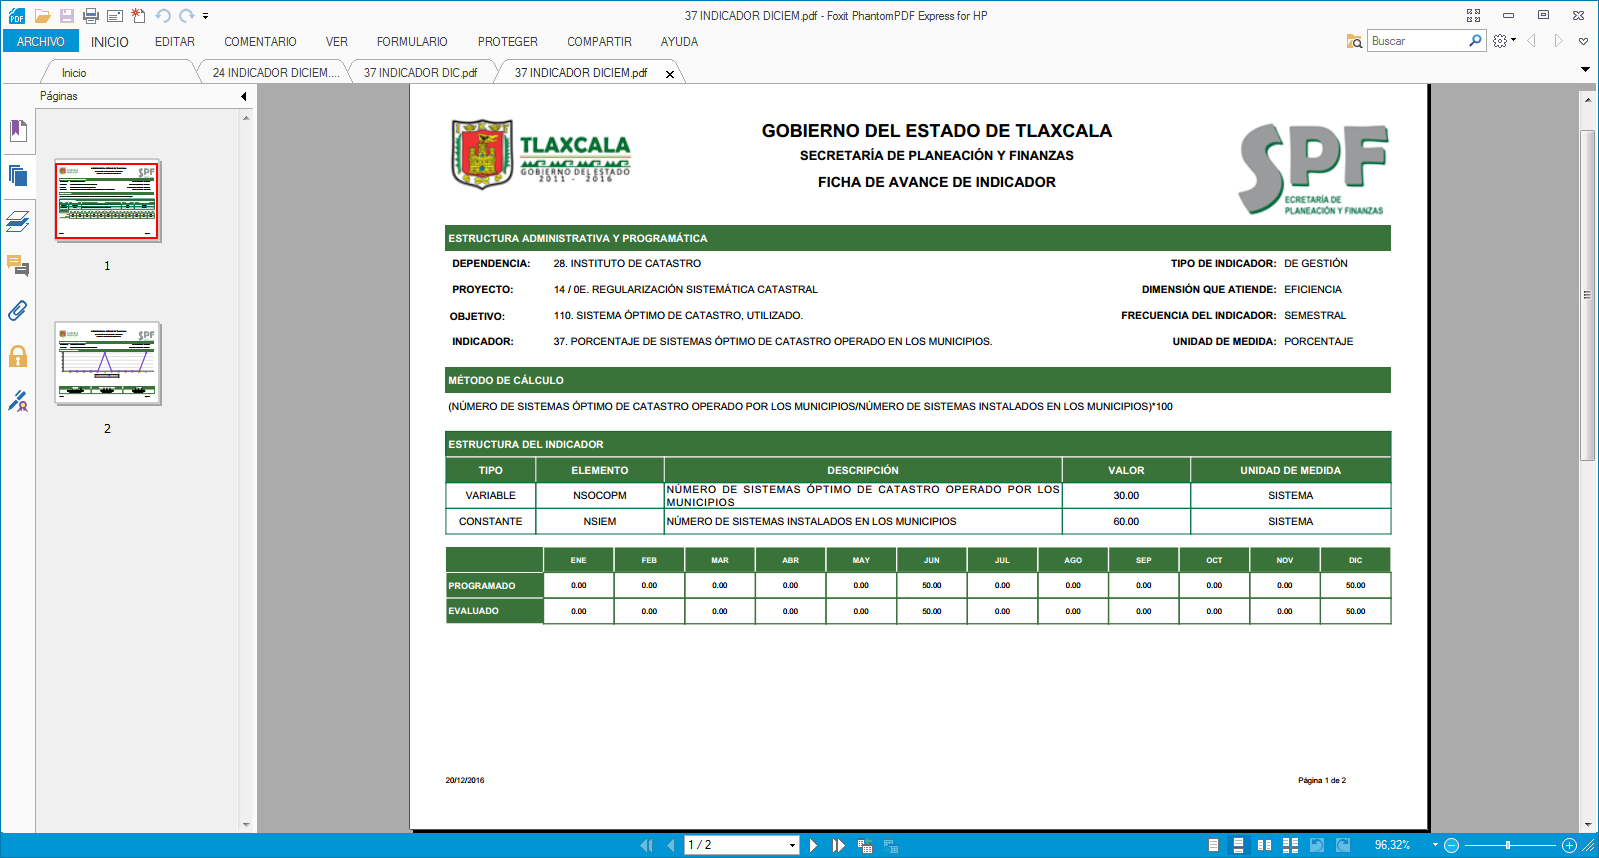 37 INDICADOR DICIEM.pdf - Foxit PhantomPDF Express for HP
ARCHIVO INICIO EDITAR COMENTARIO VER FORMULARIO PROTEGER COMPARTIR AYUDA
Buscar
Inicio 24 INDICADOR DICIEM.... 37 INDICADOR DIC.pdf 37 INDICADOR DICIEM.pdf
Páginas
1
2
TLAXCALA
GOBIERNO DEL ESTADO
2011 - 2016
GOBIERNO DEL ESTADO DE TLAXCALA
SECRETARÍA DE PLANEACIÓN Y FINANZAS
FICHA DE AVANCE DE INDICADOR
SPF
ECRETARÍA DE
PLANEACIÓN Y FINANZAS
ESTRUCTURA ADMINISTRATIVA Y PROGRAMÁTICA
DEPENDENCIA: 28. INSTITUTO DE CATASTRO TIPO DE INDICADOR: DE GESTIÓN
PROYECTO: 14 / 0E. REGULARIZACIÓN SISTEMÁTICA CATASTRAL DIMENSIÓN QUE ATIENDE: EFICIENCIA
OBJETIVO: 110. SISTEMA ÓPTIMO DE CATASTRO, UTILIZADO. FRECUENCIA DEL INDICADOR: SEMESTRAL
INDICADOR: 37. PORCENTAJE DE SISTEMAS ÓPTIMO DE CATASTRO OPERADO EN LOS MUNICIPIOS. UNIDAD DE MEDIDA: PORCENTAJE
MÉTODO DE CÁLCULO
(NÚMERO DE SISTEMAS ÓPTIMO DE CATASTRO OPERADO POR LOS MUNICIPIOS/NÚMERO DE SISTEMAS INSTALADOS EN LOS MUNICIPIOS)*100
ESTRUCTURA DEL INDICADOR
TIPO ELEMENTO DESCRIPCIÓN VALOR UNIDAD DE MEDIDA
VARIABLE NSOCOPM NÚMERO DE SISTEMAS ÓPTIMO DE CATASTRO OPERADO POR LOS MUNICIPIOS 30.00 SISTEMA
CONSTANTE NSIEM NÚMERO DE SISTEMAS INSTALADOS EN LOS MUNICIPIOS 60.00 SISTEMA
ENE FEB MAR ABR MAY JUN JUL AGO SEP OCT NOV DIC
PROGRAMADO 0.00 0.00 0.00 0.00 0.00 50.00 0.00 0.00 0.00 0.00 0.00 50.00
EVALUADO 0.00 0.00 0.00 0.00 0.00 50.00 0.00 0.00 0.00 0.00 0.00 50.00
20/12/2016 Página 1 de 2
1 / 2 96,32%